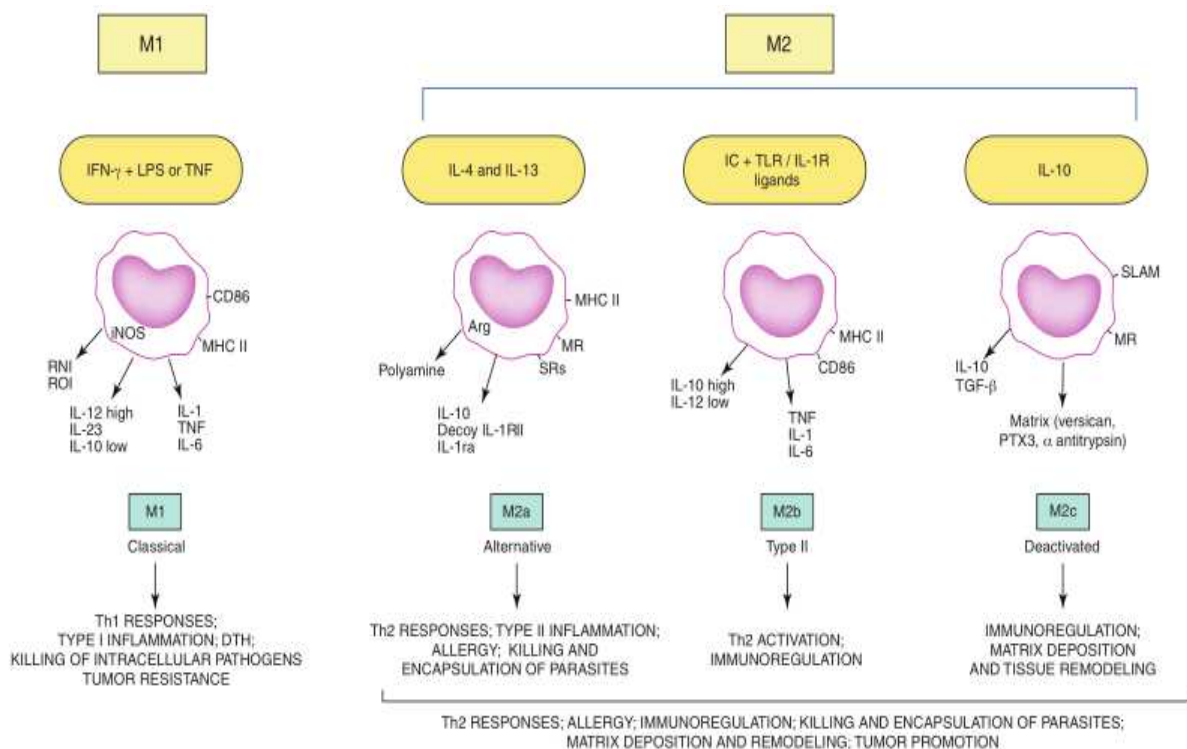 M1
M2
IFN-γ + LPS or TNF
IL-4 and IL-13
IC + TLR / IL-1R
ligands
IL-10
CD86
MHC II
iNOS
RNI
ROI
IL-12 high
IL-23
IL-10 low
IL-1
TNF
IL-6
MHC II
MR
SRs
Arg
Polyamine
IL-10
Decoy IL-1RII
IL-1ra
MHC II
CD86
IL-10 high
IL-12 low
TNF
IL-1
IL-6
SLAM
MR
IL-10
TGF-β
Matrix (versican,
PTX3, α antitrypsin)
M1
Classical
M2a
Alternative
M2b
Type II
M2c
Deactivated
Th1 RESPONSES;
TYPE I INFLAMMATION; DTH;
KILLING OF INTRACELLULAR PATHOGENS
TUMOR RESISTANCE
Th2 RESPONSES; TYPE II INFLAMMATION;
ALLERGY; KILLING AND
ENCAPSULATION OF PARASITES
Th2 ACTIVATION;
IMMUNOREGULATION
IMMUNOREGULATION;
MATRIX DEPOSITION
AND TISSUE REMODELING
Th2 RESPONSES; ALLERGY; IMMUNOREGULATION; KILLING AND ENCAPSULATION OF PARASITES;
MATRIX DEPOSITION AND REMODELING; TUMOR PROMOTION